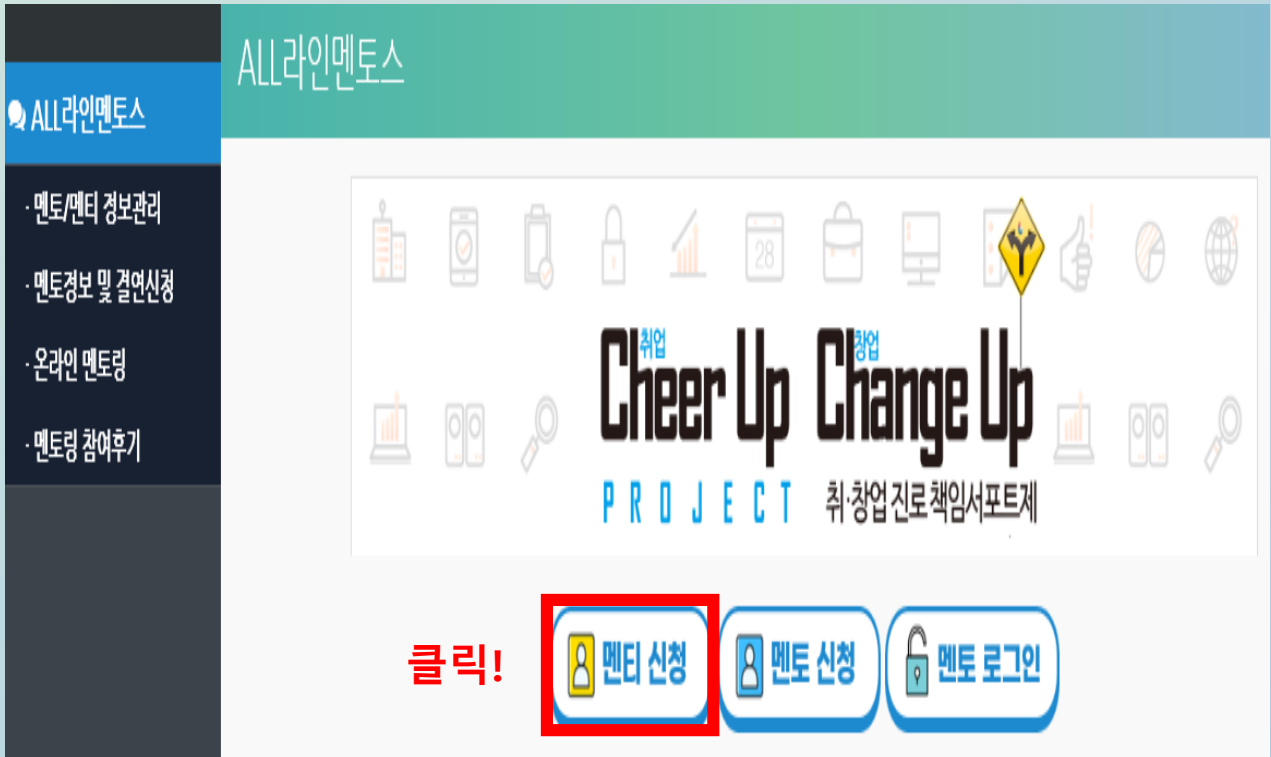 ALL라인멘토스
ALL라인멘토스
· 멘토/멘티 정보관리
· 멘토정보 및 결연신청
· 온라인 멘토링
· 멘토링 참여후기
28
취업 창업
Cheer Up Change Up
PROJECT 취·창업 진로 책임서포트제
클릭! 멘티 신청 멘토 신청 멘토 로그인